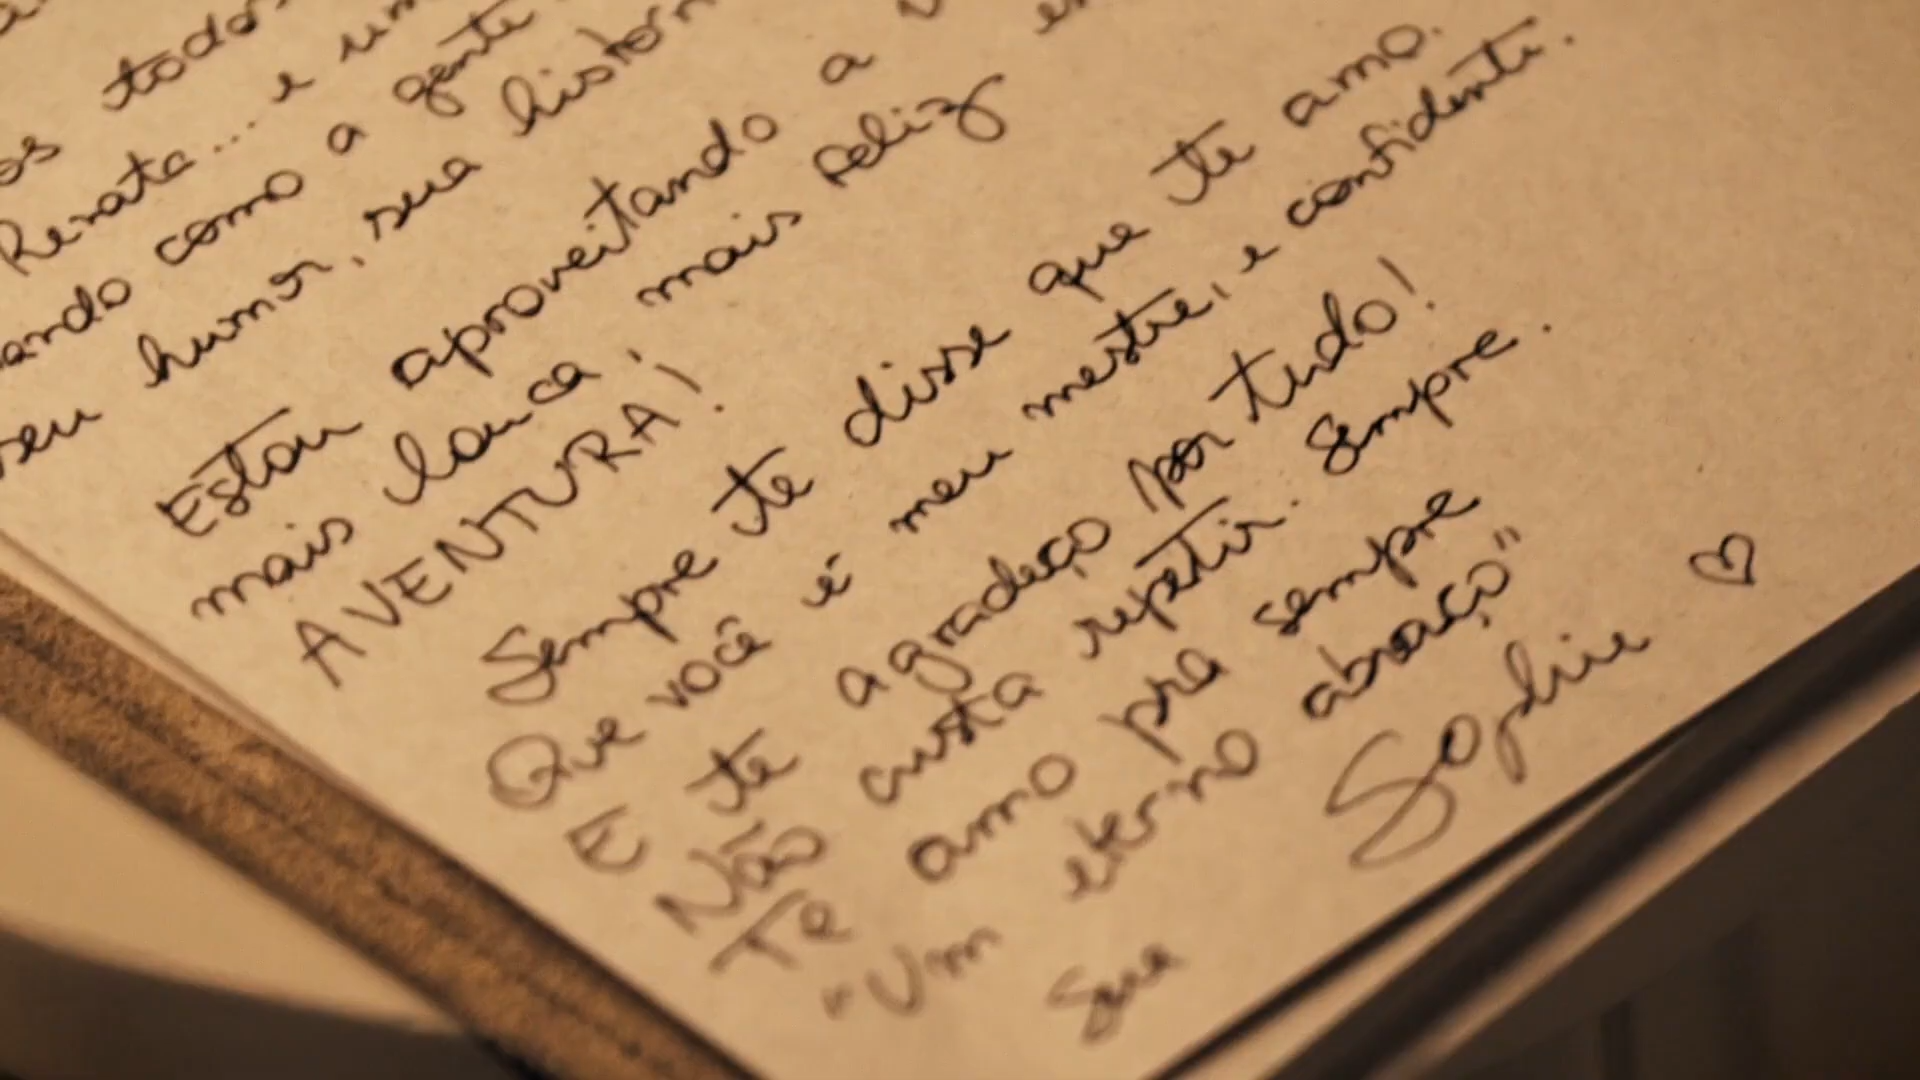 todos
Renata... e um
ando como a gente
seu humor, sua histór
Estou aproveitando a
mais louca, mais feliz
AVENTURA!
Sempre te disse que te amo.
Que você é meu mestre, e confidente.
E te agradeço por tudo!
Não custa repetir. Sempre.
Te amo pra sempre
"Um eterno abraço"
Sua Sophie ♡